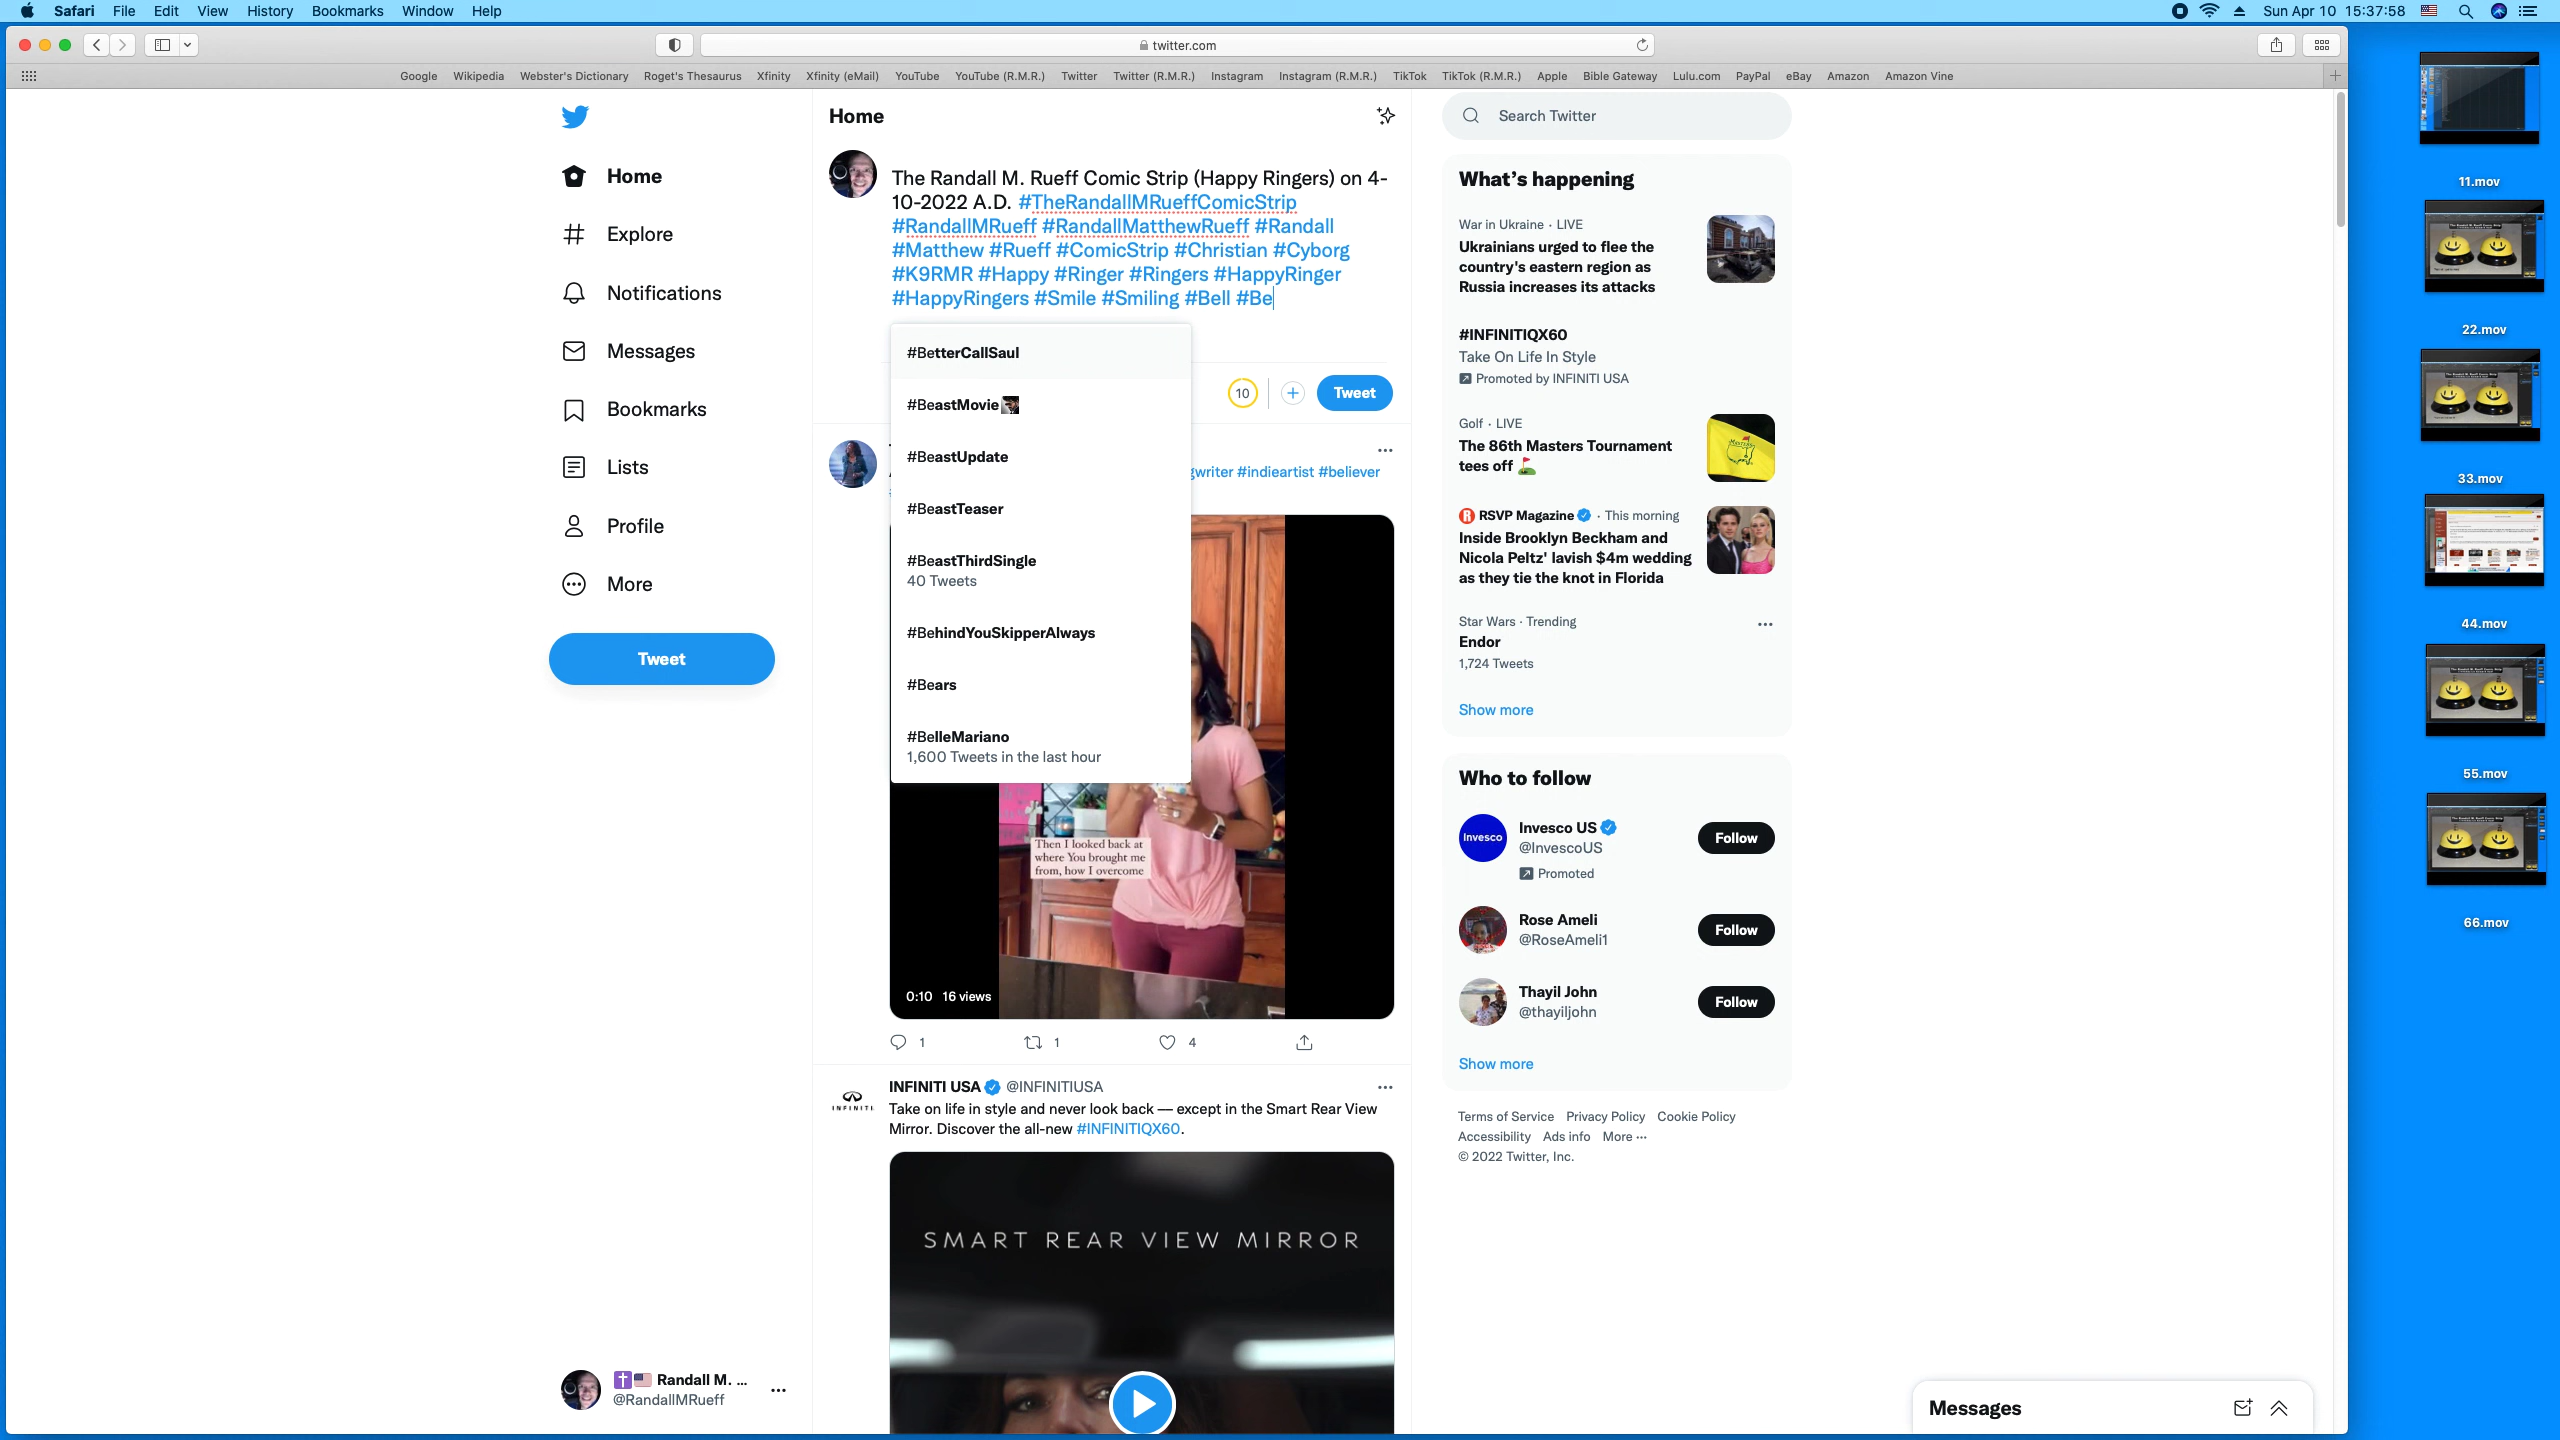 Safari File Edit View History Bookmarks Window Help
Sun Apr 10 15:37:58
twitter.com
Google Wikipedia Webster's Dictionary Roget's Thesaurus Xfinity Xfinity (eMail) YouTube YouTube (R.M.R.) Twitter Twitter (R.M.R.) Instagram Instagram (R.M.R.) TikTok TikTok (R.M.R.) Apple Bible Gateway Lulu.com PayPal eBay Amazon Amazon Vine
Home
Explore
Notifications
Messages
Bookmarks
Lists
Profile
More
Tweet
Randall M. ...
@RandallMRueff
Home
The Randall M. Rueff Comic Strip (Happy Ringers) on 4-
10-2022 A.D. #TheRandallMRueffComicStrip
#RandallMRueff #RandallMatthewRueff #Randall
#Matthew #Rueff #ComicStrip #Christian #Cyborg
#K9RMR #Happy #Ringer #Ringers #HappyRinger
#HappyRingers #Smile #Smiling #Bell #Be
#BetterCallSaul
#BeastMovie
#BeastUpdate
#BeastTeaser
#BeastThirdSingle
40 Tweets
#BehindYouSkipperAlways
#Bears
#BelleMariano
1,600 Tweets in the last hour
10
Tweet
#indieartist #believer
Then I looked back at
where You brought me
from, how I overcome
0:10 16 views
1 1 4
INFINITI
INFINITI USA @INFINITIUSA
Take on life in style and never look back — except in the Smart Rear View
Mirror. Discover the all-new #INFINITIQX60.
SMART REAR VIEW MIRROR
Search Twitter
What's happening
War in Ukraine · LIVE
Ukrainians urged to flee the
country's eastern region as
Russia increases its attacks
#INFINITIQX60
Take On Life In Style
Promoted by INFINITI USA
Golf · LIVE
The 86th Masters Tournament
tees off
RSVP Magazine · This morning
Inside Brooklyn Beckham and
Nicola Peltz' lavish $4m wedding
as they tie the knot in Florida
Star Wars · Trending
Endor
1,724 Tweets
Show more
Who to follow
Invesco
Invesco US
@InvescoUS
Promoted
Follow
Rose Ameli
@RoseAmeli1
Follow
Thayil John
@thayiljohn
Follow
Show more
Terms of Service Privacy Policy Cookie Policy
Accessibility Ads info More ···
© 2022 Twitter, Inc.
Messages
11.mov
22.mov
33.mov
44.mov
55.mov
66.mov